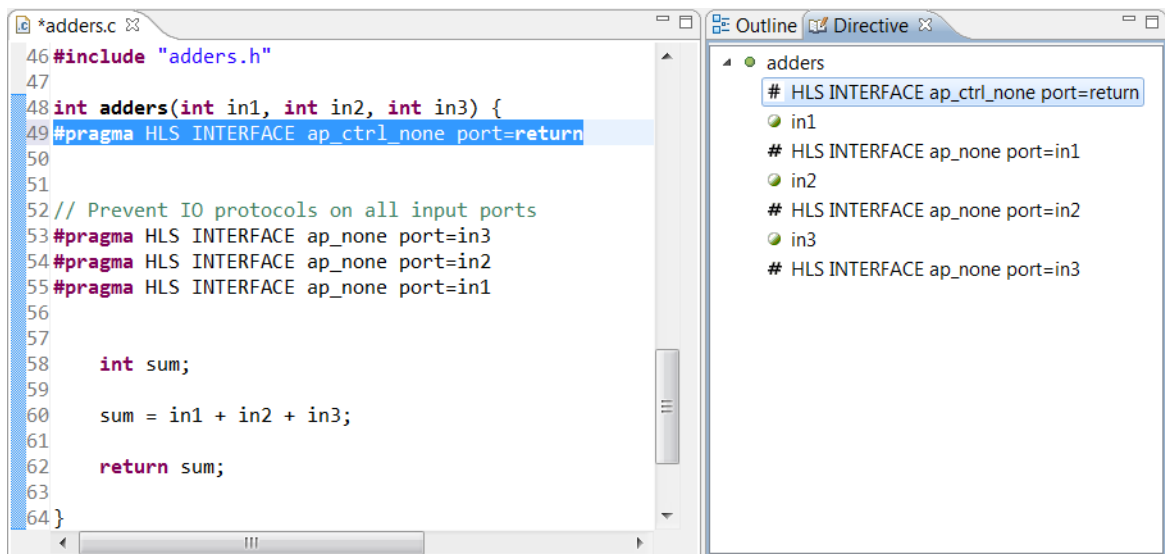 *adders.c
46 #include "adders.h"
47
48 int adders(int in1, int in2, int in3) {
49 #pragma HLS INTERFACE ap_ctrl_none port=return
50
51
52 // Prevent IO protocols on all input ports
53 #pragma HLS INTERFACE ap_none port=in3
54 #pragma HLS INTERFACE ap_none port=in2
55 #pragma HLS INTERFACE ap_none port=in1
56
57
58 int sum;
59
60 sum = in1 + in2 + in3;
61
62 return sum;
63
64 }
Outline Directive
adders
# HLS INTERFACE ap_ctrl_none port=return
in1
# HLS INTERFACE ap_none port=in1
in2
# HLS INTERFACE ap_none port=in2
in3
# HLS INTERFACE ap_none port=in3